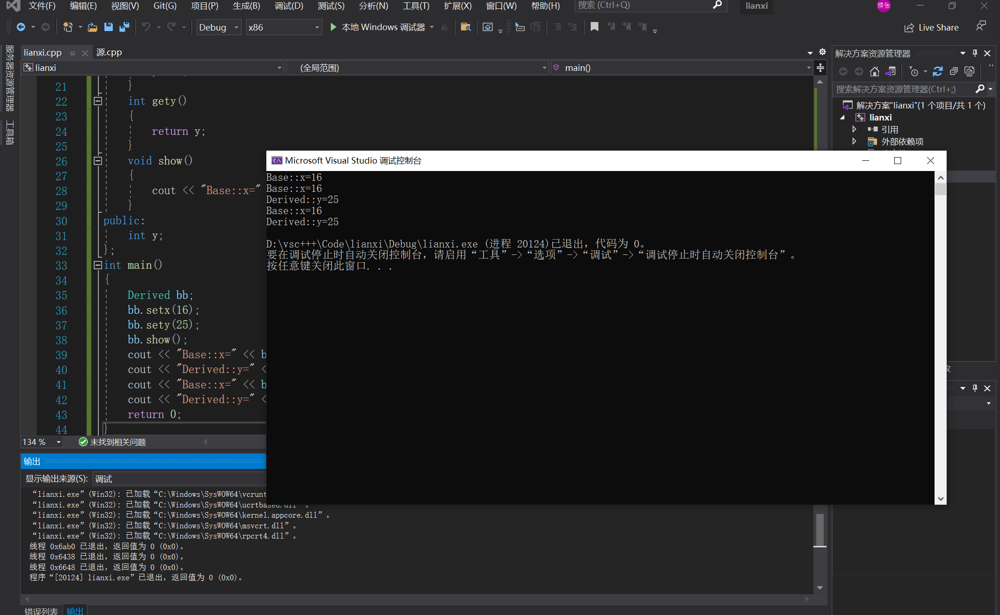 文件(F) 编辑(E) 视图(V) Git(G) 项目(P) 生成(B) 调试(D) 测试(S) 分析(N) 工具(T) 扩展(X) 窗口(W) 帮助(H) 搜索 (Ctrl+Q) lianxi 焕张
Debug x86 本地 Windows 调试器 Live Share
服务器资源管理器
工具箱
lianxi.cpp 源.cpp
lianxi (全局范围) main()
21 }
22 int gety()
23 {
24 return y;
25 }
26 void show()
27 {
28 cout << "Base::x="
29 }
30 public:
31 int y;
32 };
33 int main()
34 {
35 Derived bb;
36 bb.setx(16);
37 bb.sety(25);
38 bb.show();
39 cout << "Base::x=" << b
40 cout << "Derived::y=" <
41 cout << "Base::x=" << b
42 cout << "Derived::y=" <
43 return 0;
44 }
134 % 未找到相关问题
Microsoft Visual Studio 调试控制台
Base::x=16
Base::x=16
Derived::y=25
Base::x=16
Derived::y=25
D:\vsc+++\Code\lianxi\Debug\lianxi.exe (进程 20124)已退出，代码为 0。
要在调试停止时自动关闭控制台，请启用“工具”->“选项”->“调试”->“调试停止时自动关闭控制台”。
按任意键关闭此窗口. . .
解决方案资源管理器
搜索解决方案资源管理器(Ctrl+;)
解决方案"lianxi"(1 个项目/共 1 个)
lianxi
引用
外部依赖项
输出
显示输出来源(S): 调试
“lianxi.exe”(Win32): 已加载“C:\Windows\SysWOW64\vcrunt
“lianxi.exe”(Win32): 已加载“C:\Windows\SysWOW64\ucrtbased.dll”。
“lianxi.exe”(Win32): 已加载“C:\Windows\SysWOW64\kernel.appcore.dll”。
“lianxi.exe”(Win32): 已加载“C:\Windows\SysWOW64\msvcrt.dll”。
“lianxi.exe”(Win32): 已加载“C:\Windows\SysWOW64\rpcrt4.dll”。
线程 0x6ab0 已退出，返回值为 0 (0x0)。
线程 0x6438 已退出，返回值为 0 (0x0)。
线程 0x6648 已退出，返回值为 0 (0x0)。
程序“[20124] lianxi.exe”已退出，返回值为 0 (0x0)。
错误列表 输出